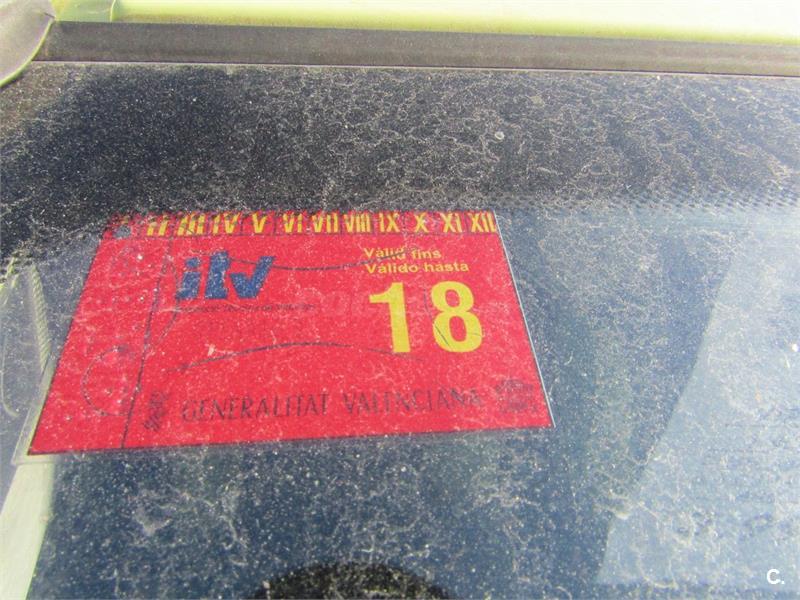 II III IV V VI VII VIII IX X XI XII
itv
Vàlid fins
Válido hasta
18
GENERALITAT VALENCIANA
C.